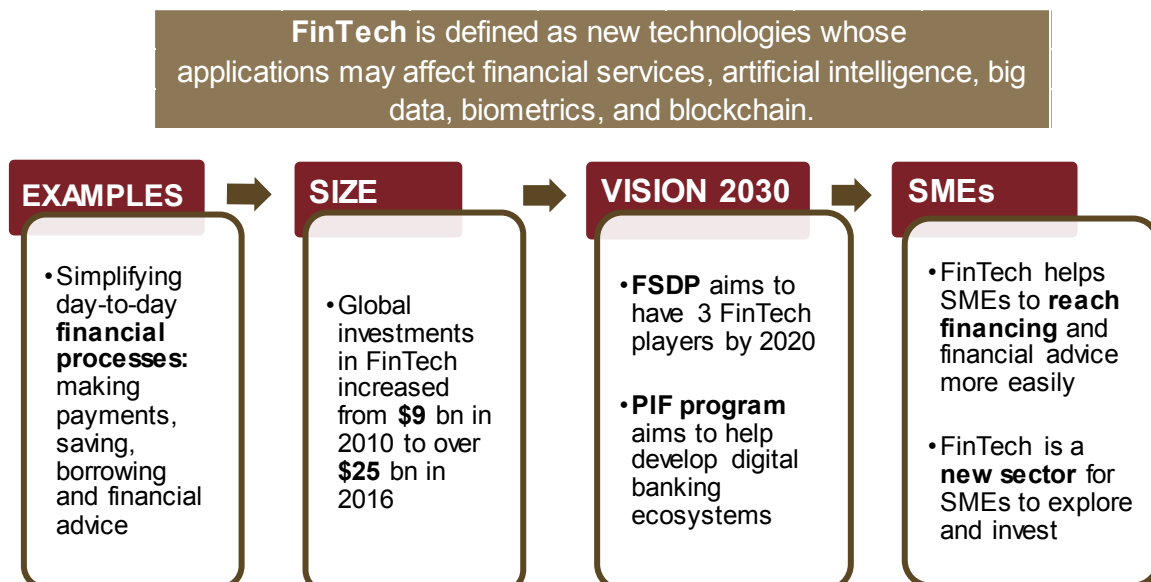 FinTech is defined as new technologies whose
applications may affect financial services, artificial intelligence, big
data, biometrics, and blockchain.
EXAMPLES
•Simplifying
day-to-day
financial
processes:
making
payments,
saving,
borrowing
and financial
advice
SIZE
•Global
investments
in FinTech
increased
from $9 bn in
2010 to over
$25 bn in
2016
VISION 2030
•FSDP aims to
have 3 FinTech
players by 2020
•PIF program
aims to help
develop digital
banking
ecosystems
SMEs
•FinTech helps
SMEs to reach
financing and
financial advice
more easily
•FinTech is a
new sector for
SMEs to explore
and invest